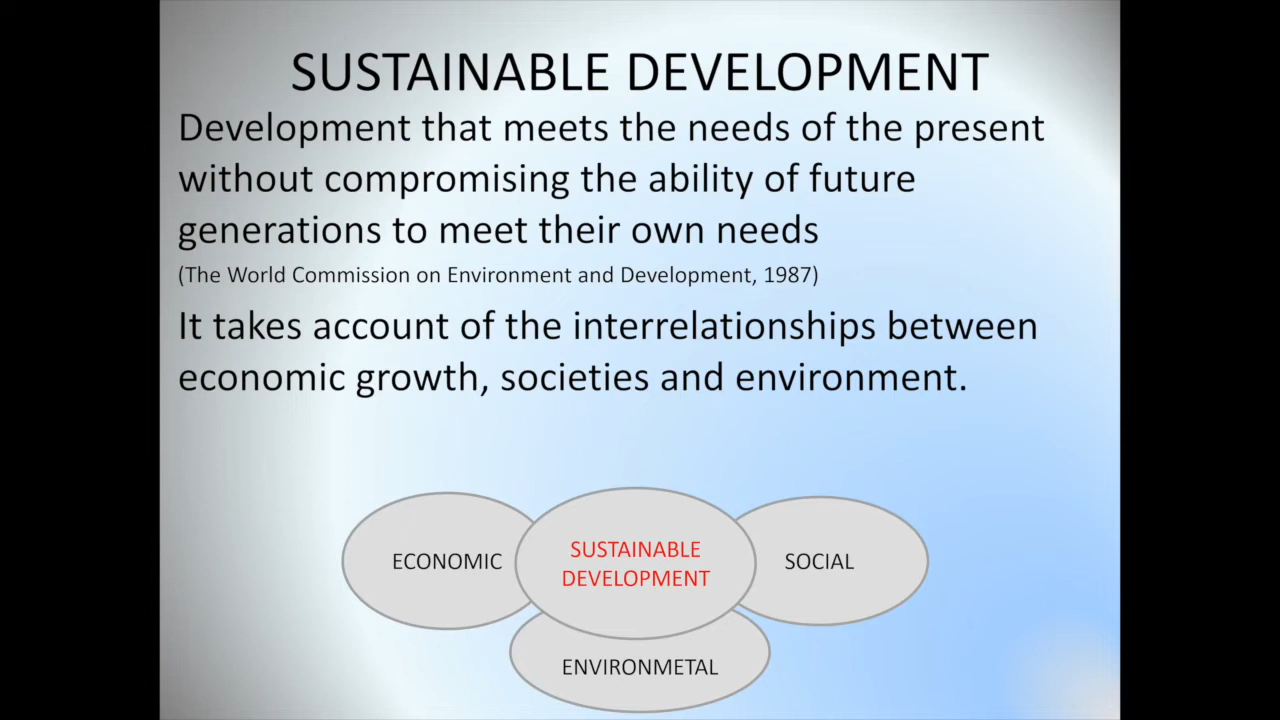 SUSTAINABLE DEVELOPMENT
Development that meets the needs of the present
without compromising the ability of future
generations to meet their own needs
(The World Commission on Environment and Development, 1987)
It takes account of the interrelationships between
economic growth, societies and environment.
ECONOMIC
SUSTAINABLE
DEVELOPMENT
SOCIAL
ENVIRONMETAL